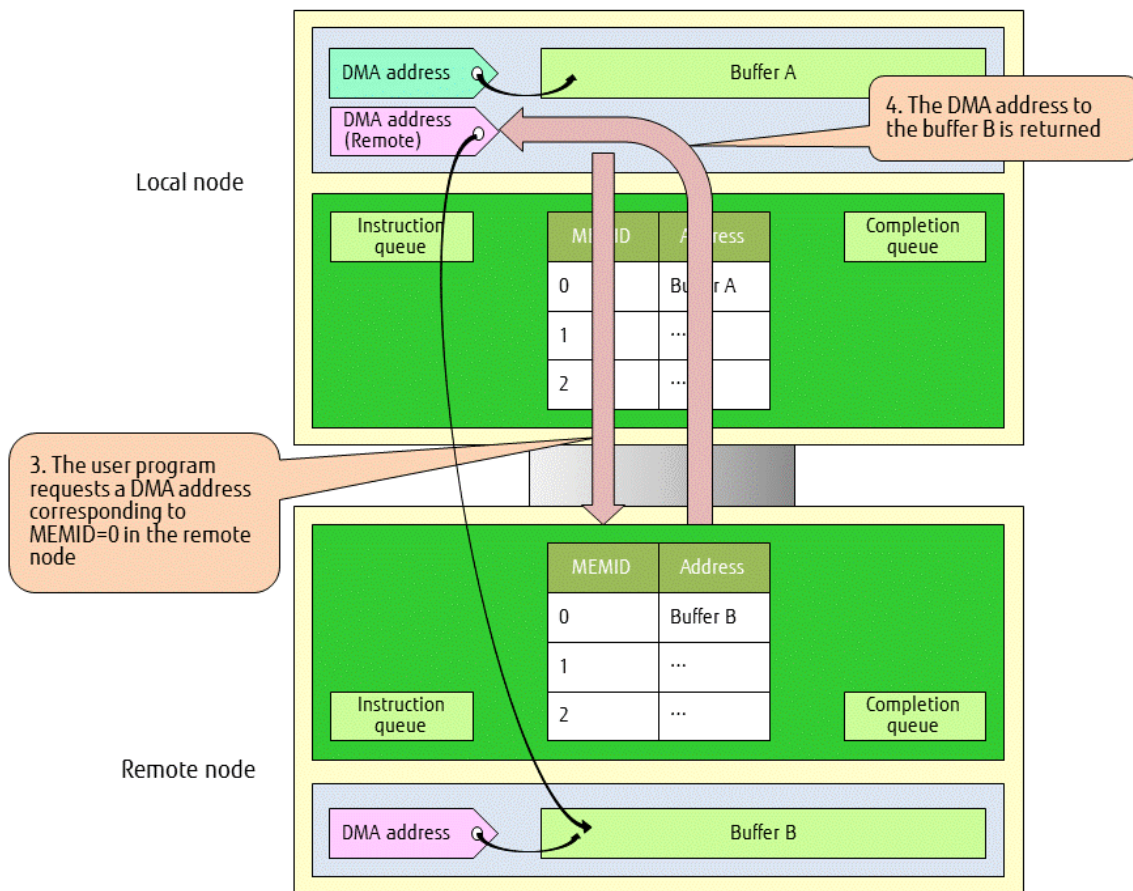 DMA address
Buffer A
DMA address
(Remote)
4. The DMA address to
the buffer B is returned
Local node
Instruction
queue
MEMID
Address
Completion
queue
0
Buffer A
1
...
2
...
3. The user program
requests a DMA address
corresponding to
MEMID=0 in the remote
node
MEMID
Address
0
Buffer B
1
...
2
...
Instruction
queue
Completion
queue
Remote node
DMA address
Buffer B